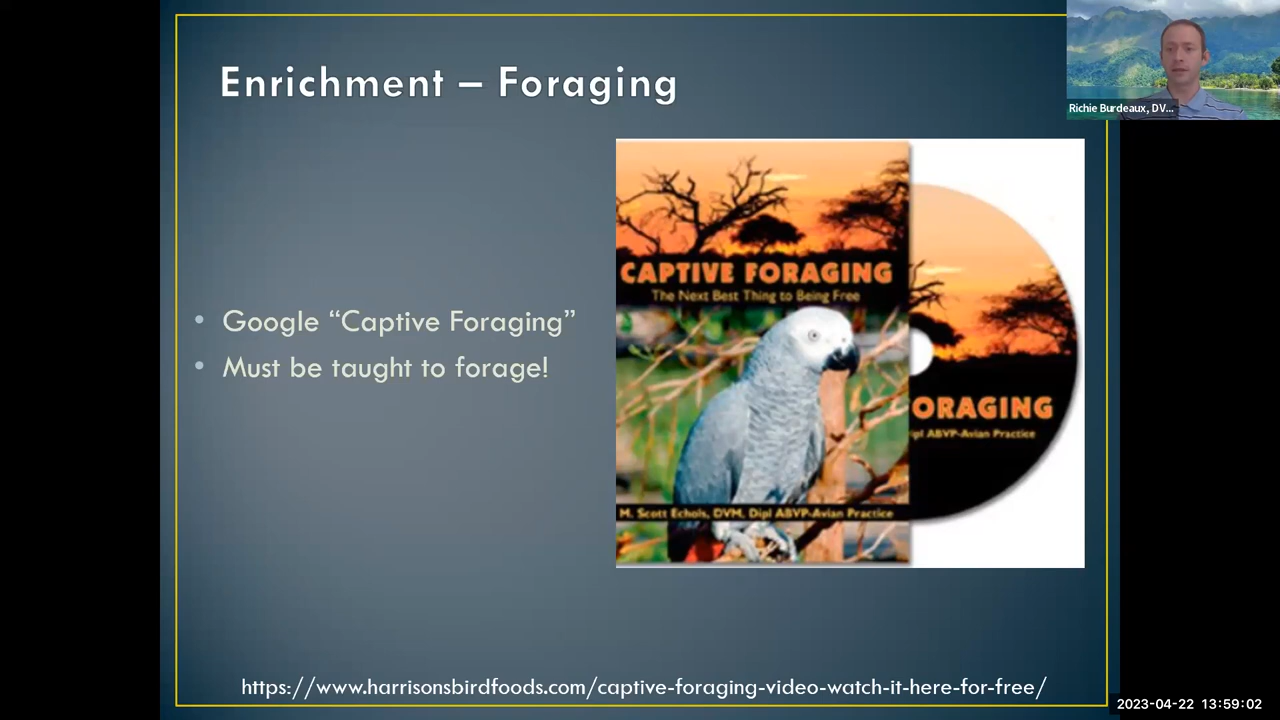 Enrichment – Foraging
Richie Burdeaux, DV...
• Google “Captive Foraging”
• Must be taught to forage!
CAPTIVE FORAGING
The Next Best Thing to Being Free
M. Scott Echols, DVM, Dipl ABVP-Avian Practice
ORAGING
ipl ABVP-Avian Practice
https://www.harrisonsbirdfoods.com/captive-foraging-video-watch-it-here-for-free/
2023-04-22 13:59:02